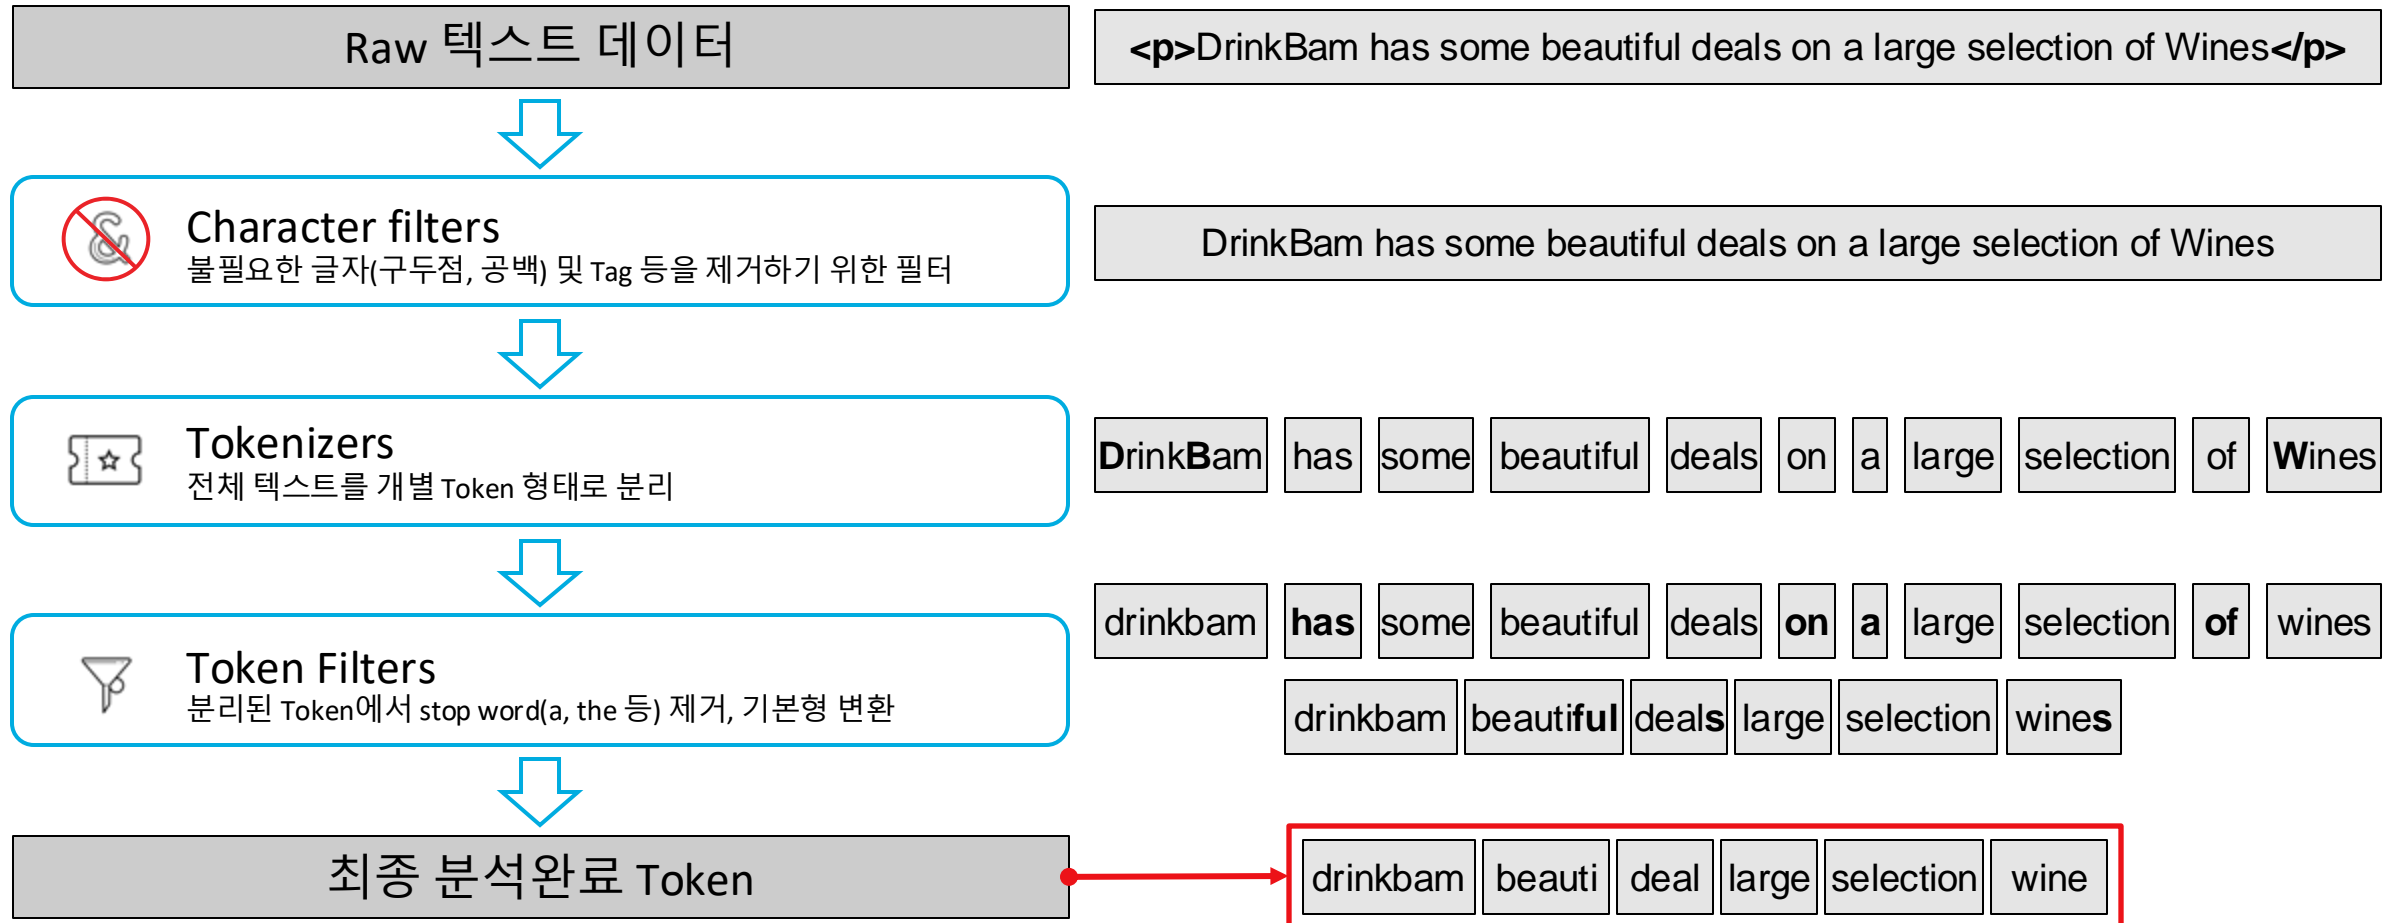 Raw 텍스트 데이터
<p>DrinkBam has some beautiful deals on a large selection of Wines</p>
Character filters
불필요한 글자(구두점, 공백) 및 Tag 등을 제거하기 위한 필터
DrinkBam has some beautiful deals on a large selection of Wines
Tokenizers
전체 텍스트를 개별 Token 형태로 분리
DrinkBam has some beautiful deals on a large selection of Wines
Token Filters
분리된 Token에서 stop word(a, the 등) 제거, 기본형 변환
drinkbam has some beautiful deals on a large selection of wines
drinkbam beautiful deals large selection wines
최종 분석완료 Token
drinkbam beauti deal large selection wine